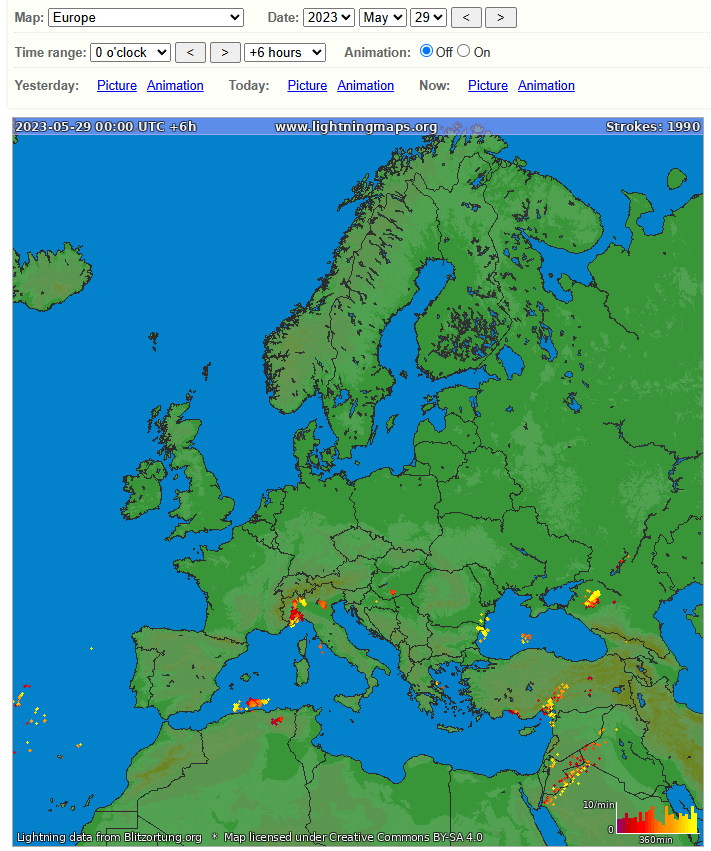 Map: Europe Date: 2023 May 29 < >
Time range: 0 o'clock < > +6 hours Animation: Off On
Yesterday: Picture Animation Today: Picture Animation Now: Picture Animation
2023-05-29 00:00 UTC +6h www.lightningmaps.org Strokes: 1990
10/min
0
360min
Lightning data from Blitzortung.org * Map licensed under Creative Commons BY-SA 4.0